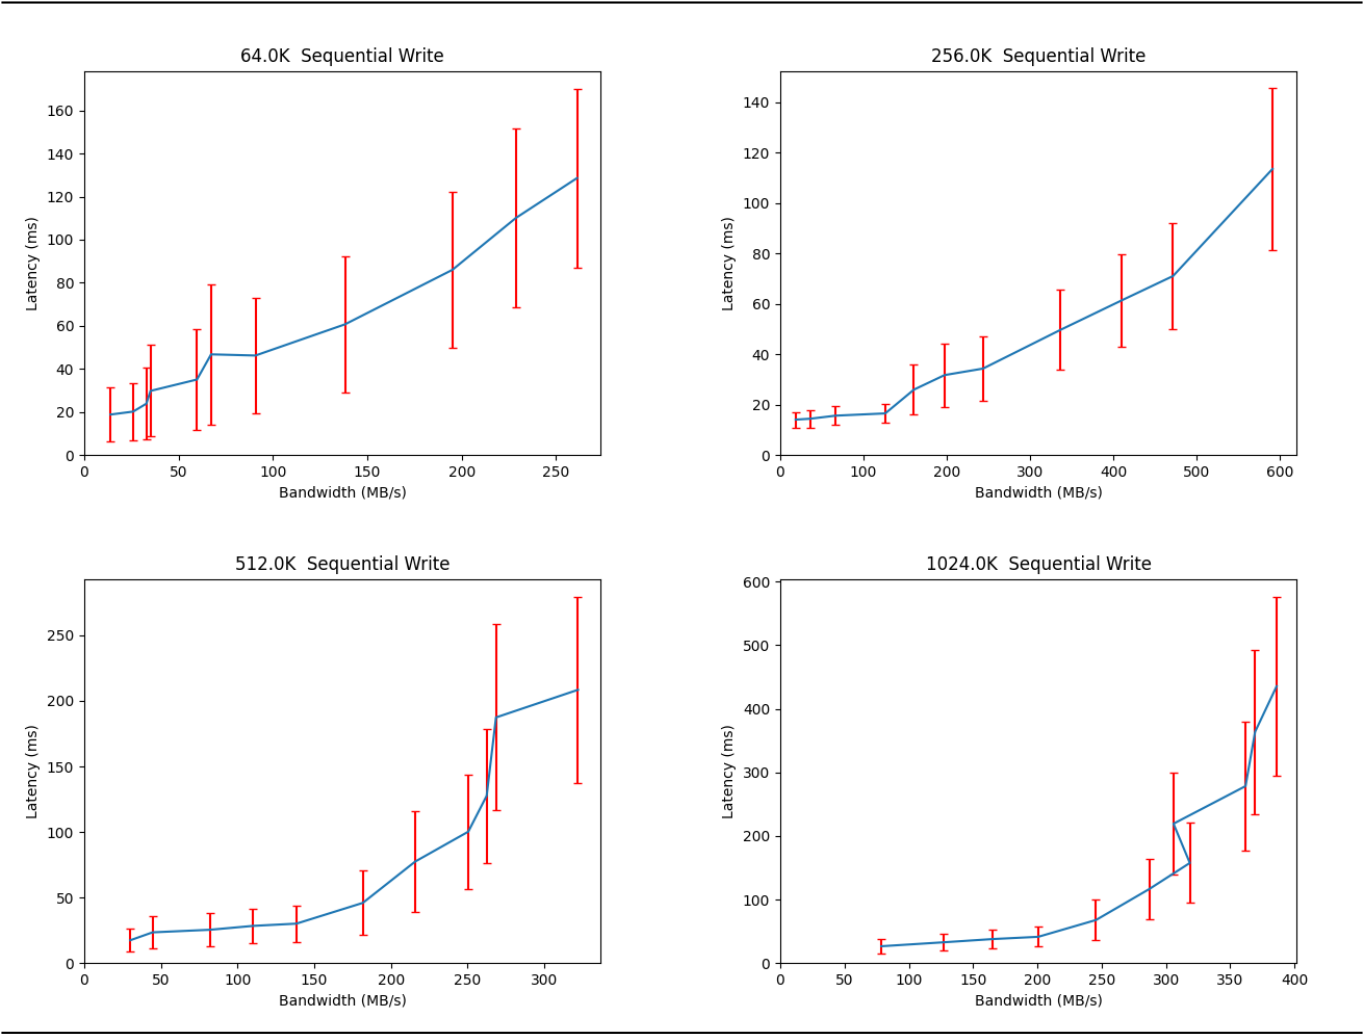 64.0K  Sequential Write
160
140
120
100
80
60
40
20
0
Latency (ms)
0 50 100 150 200 250
Bandwidth (MB/s)
256.0K  Sequential Write
140
120
100
80
60
40
20
0
Latency (ms)
0 100 200 300 400 500 600
Bandwidth (MB/s)
512.0K  Sequential Write
250
200
150
100
50
0
Latency (ms)
0 50 100 150 200 250 300
Bandwidth (MB/s)
1024.0K  Sequential Write
600
500
400
300
200
100
0
Latency (ms)
0 50 100 150 200 250 300 350 400
Bandwidth (MB/s)